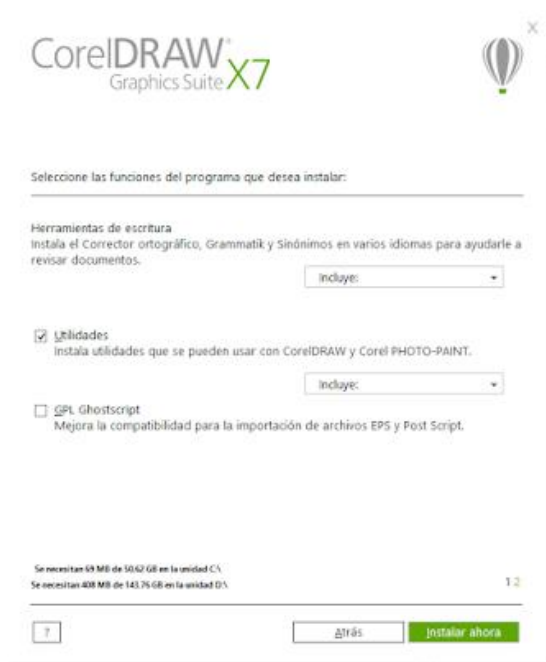 X
CorelDRAW®
Graphics Suite X7
Seleccione las funciones del programa que desea instalar:
Herramientas de escritura
Instala el Corrector ortográfico, Grammatik y Sinónimos en varios idiomas para ayudarle a
revisar documentos.
Incluye:
Utilidades
Instala utilidades que se pueden usar con CorelDRAW y Corel PHOTO-PAINT.
Incluye:
GPL Ghostscript
Mejora la compatibilidad para la importación de archivos EPS y Post Script.
Se necesitan 69 MB de 50.62 GB en la unidad C:\
Se necesitan 408 MB de 143.76 GB en la unidad D:\
1 2
?
Atrás
Instalar ahora